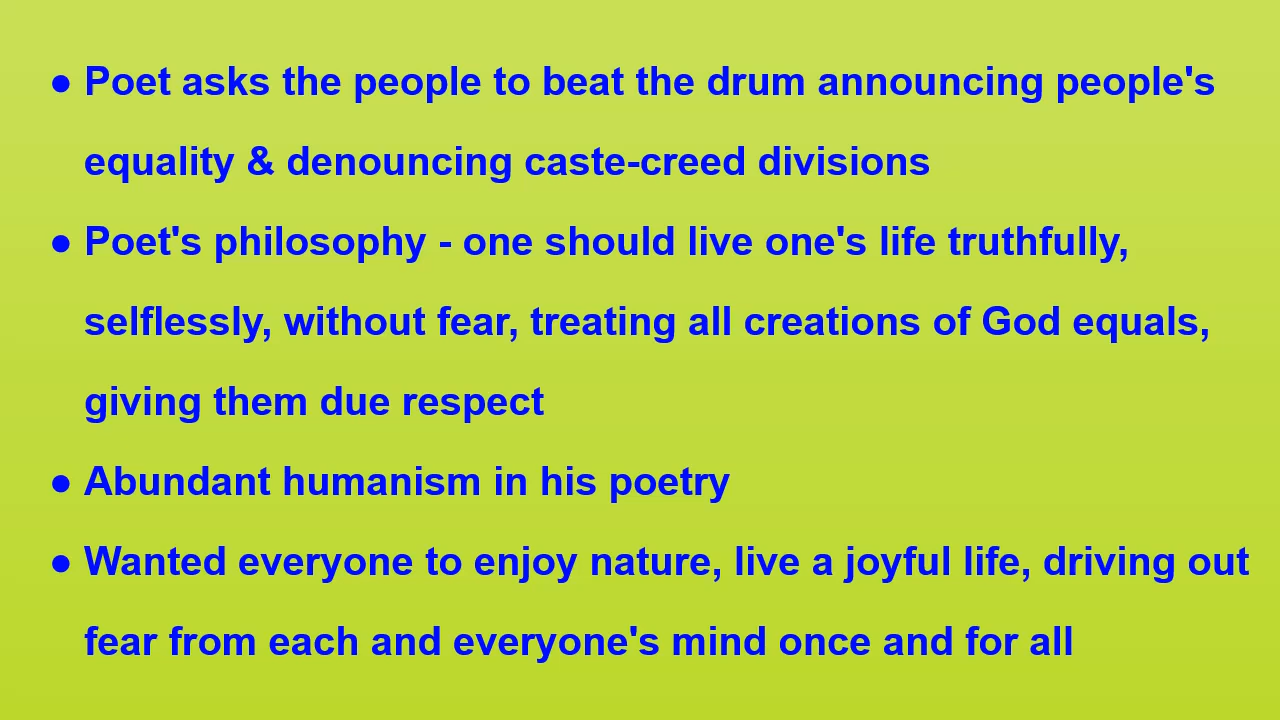 ● Poet asks the people to beat the drum announcing people's
equality & denouncing caste-creed divisions
● Poet's philosophy - one should live one's life truthfully,
selflessly, without fear, treating all creations of God equals,
giving them due respect
● Abundant humanism in his poetry
● Wanted everyone to enjoy nature, live a joyful life, driving out
fear from each and everyone's mind once and for all